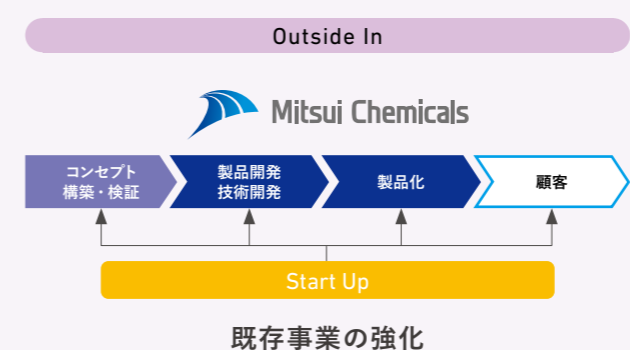 Outside In
Mitsui Chemicals
コンセプト
構築・検証
製品開発
技術開発
製品化
顧客
Start Up
既存事業の強化